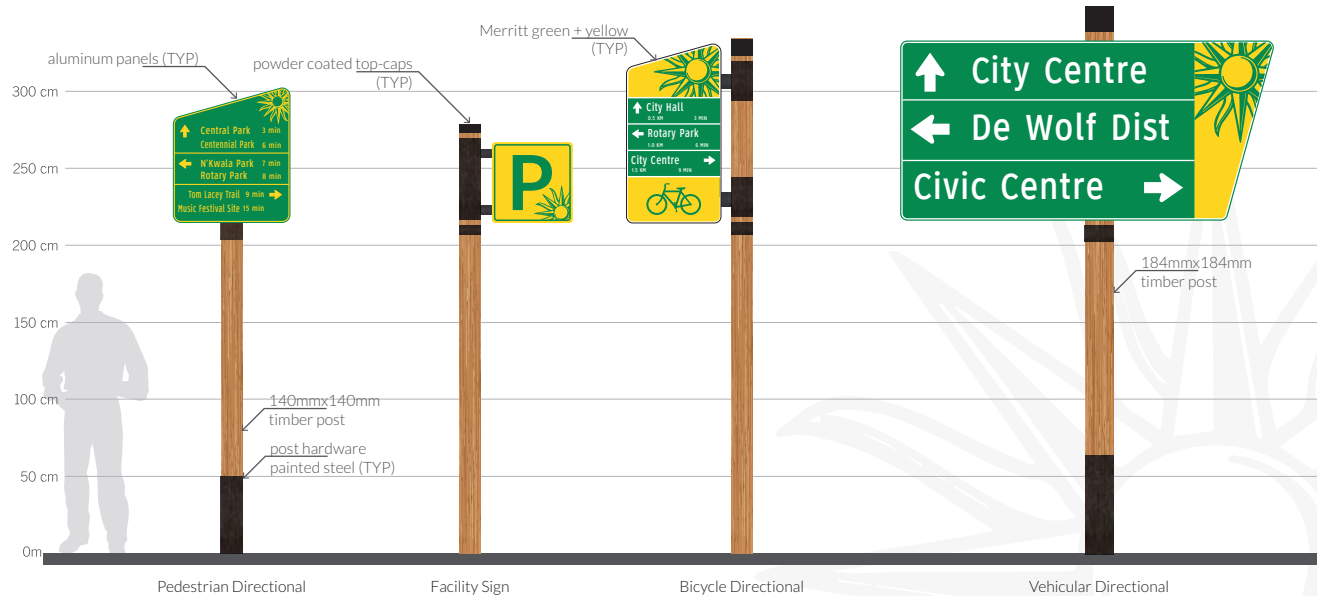 aluminum panels (TYP)
powder coated top-caps
(TYP)
Merritt green + yellow
(TYP)
300 cm
250 cm
200 cm
150 cm
100 cm
50 cm
0m
Central Park 3 min
Centennial Park 6 min
N'Kwala Park 7 min
Rotary Park 8 min
Tom Lacey Trail 9 min
Music Festival Site 15 min
P
City Hall
0.5 KM 3 MIN
Rotary Park
1.0 KM 6 MIN
City Centre
1.5 KM 9 MIN
City Centre
De Wolf Dist
Civic Centre
184mmx184mm
timber post
140mmx140mm
timber post
post hardware
painted steel (TYP)
Pedestrian Directional
Facility Sign
Bicycle Directional
Vehicular Directional